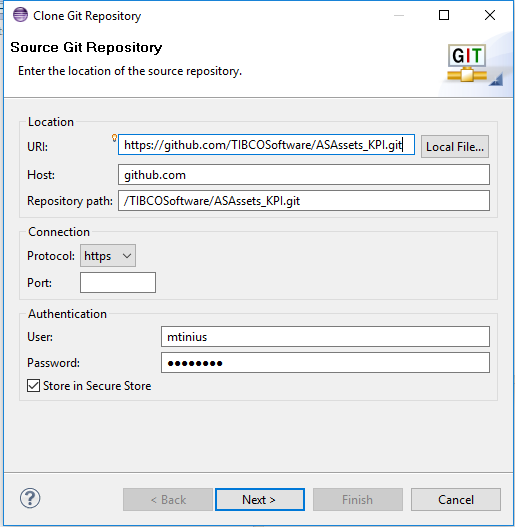 Clone Git Repository
Source Git Repository
Enter the location of the source repository.
GIT
Location
URI: https://github.com/TIBCOSoftware/ASAssets_KPI.git Local File...
Host: github.com
Repository path: /TIBCOSoftware/ASAssets_KPI.git
Connection
Protocol: https
Port:
Authentication
User: mtinius
Password: ●●●●●●●●
Store in Secure Store
? < Back Next > Finish Cancel